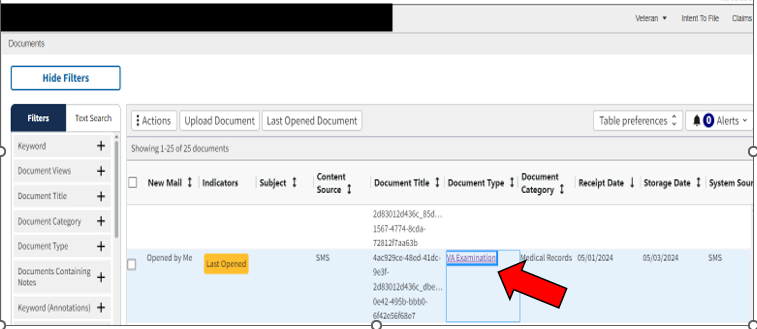 Veteran Intent To File Claims
Documents
Hide Filters
Filters Text Search
Actions Upload Document Last Opened Document Table preferences 0 Alerts
Keyword
Showing 1-25 of 25 documents
Document Views
New Mail Indicators Subject Content Source Document Title Document Type Document Category Receipt Date Storage Date System Sour
Document Title
Document Category
Document Type
Documents Containing
Notes
Keyword (Annotations)
2d83012d436c_85d...
1567-4774-8cda-
72812f7aa63b
Opened by Me Last Opened SMS 4ac929ce-48ed-41dc- VA Examination Medical Records 05/01/2024 05/03/2024 SMS
9e3f-
2d83012d436c_dbe...
0e42-495b-bbb0-
6f42e56f68e7